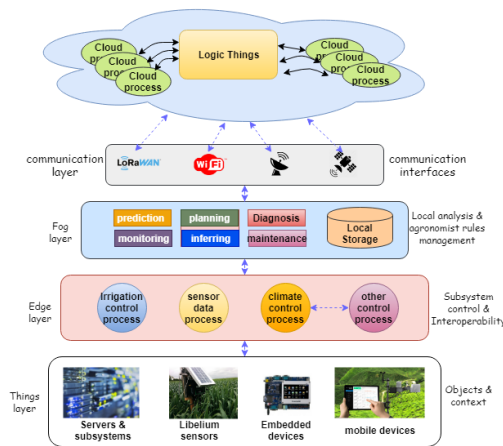 Cloud
process
Cloud
process
Cloud
process
Logic Things
Cloud
process
Cloud
process
Cloud
process
communication
layer
LoRaWAN
Wi Fi
communication
interfaces
Fog
layer
prediction
planning
Diagnosis
monitoring
inferring
maintenance
Local
Storage
Local analysis &
agronomist rules
management
Edge
layer
Irrigation
control
process
sensor
data
process
climate
control
process
other
control
process
Subsystem
control &
Interoperability
Things
layer
Servers &
subsystems
Libelium
sensors
Embedded
devices
mobile devices
Objects &
context